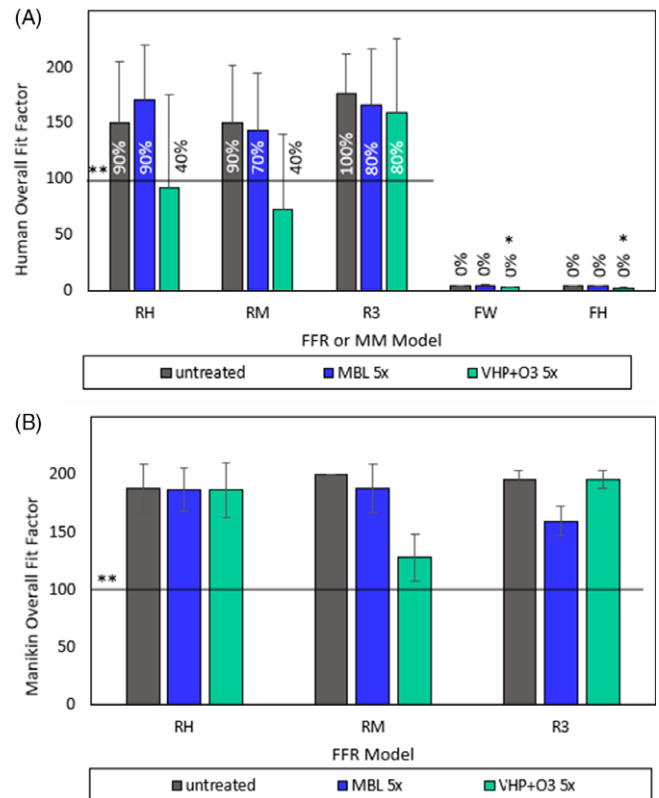 (A)
Human Overall Fit Factor
200
150
100
50
0
**
90%
90%
40%
90%
70%
40%
100%
80%
80%
0%
0%
0%
*
0%
0%
0%
*
RH RM R3 FW FH
FFR or MM Model
untreated MBL 5x VHP+O3 5x
(B)
Manikin Overall Fit Factor
200
150
100
50
0
**
RH RM R3
FFR Model
untreated MBL 5x VHP+O3 5x